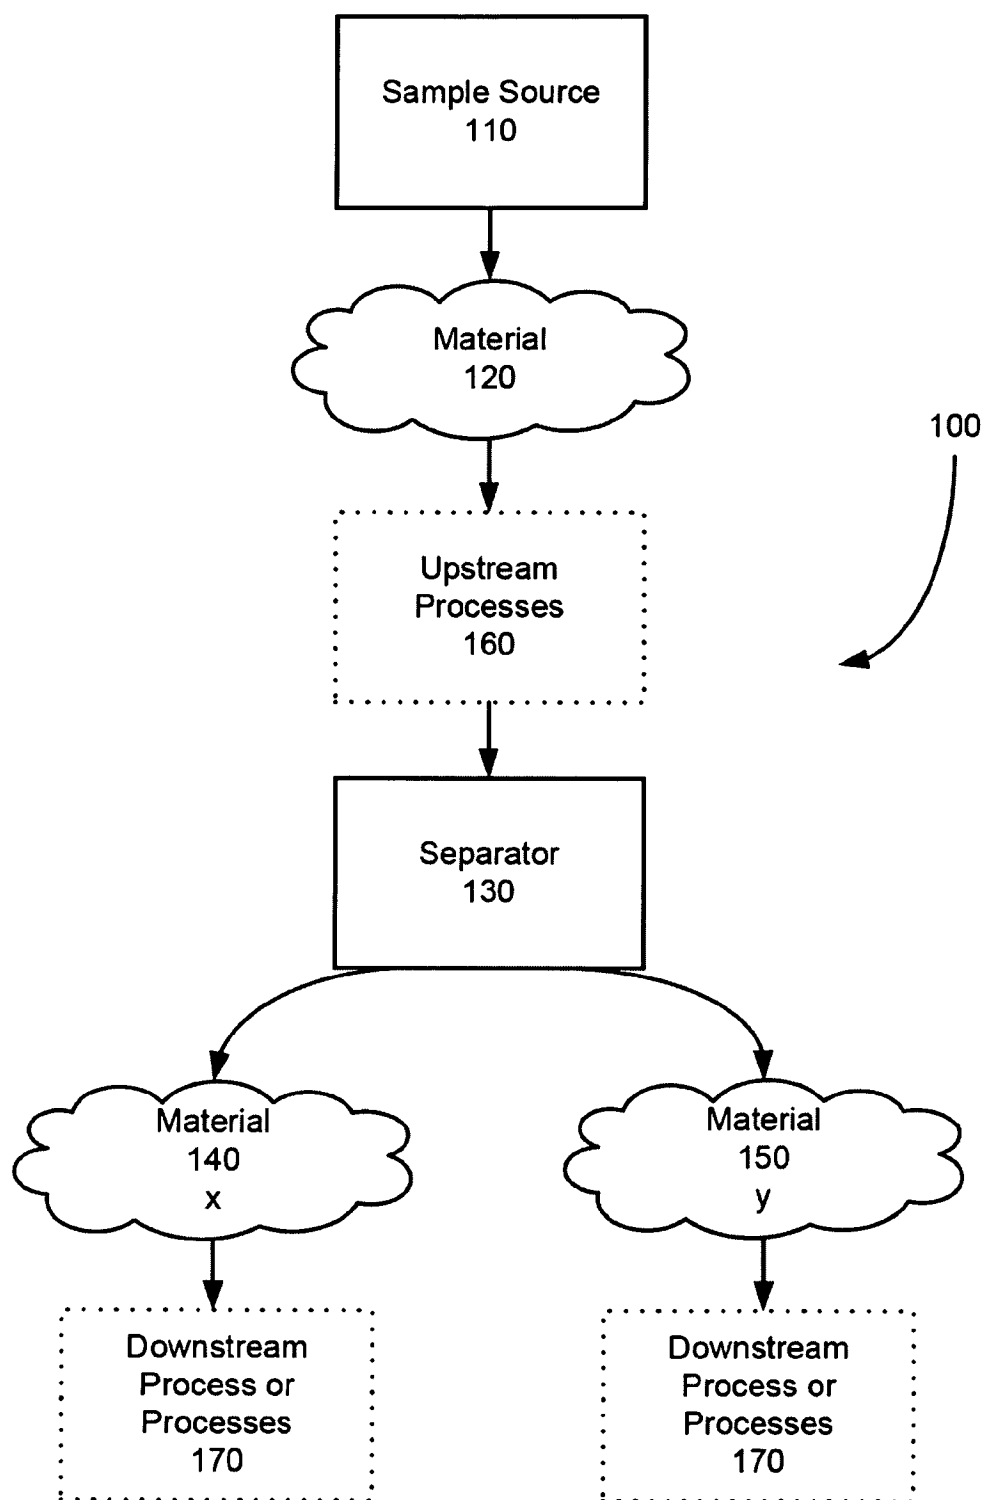 Sample Source
110
Material
120
100
Upstream
Processes
160
Separator
130
Material
140
x
Material
150
y
Downstream
Process or
Processes
170
Downstream
Process or
Processes
170